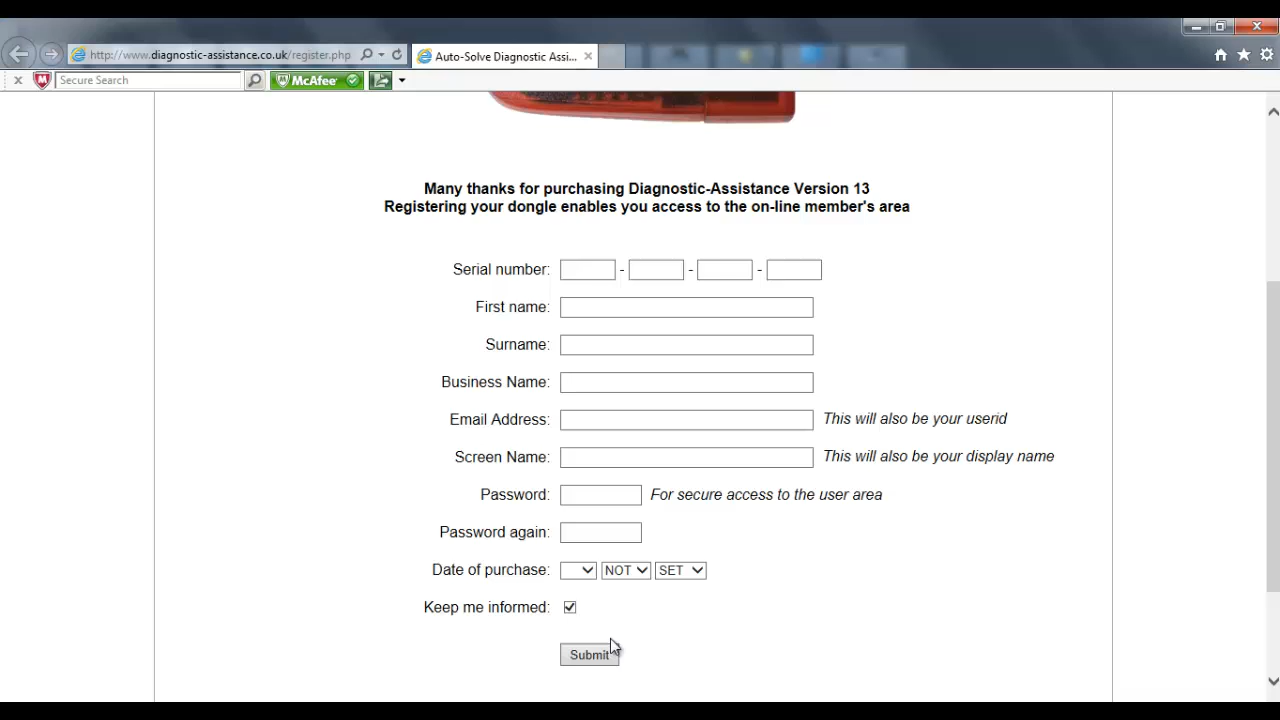 http://www.diagnostic-assistance.co.uk/register.php
Auto-Solve Diagnostic Assi...
Secure Search
McAfee
Many thanks for purchasing Diagnostic-Assistance Version 13
Registering your dongle enables you access to the on-line member's area
Serial number: - - -
First name:
Surname:
Business Name:
Email Address: This will also be your userid
Screen Name: This will also be your display name
Password: For secure access to the user area
Password again:
Date of purchase: NOT SET
Keep me informed:
Submit